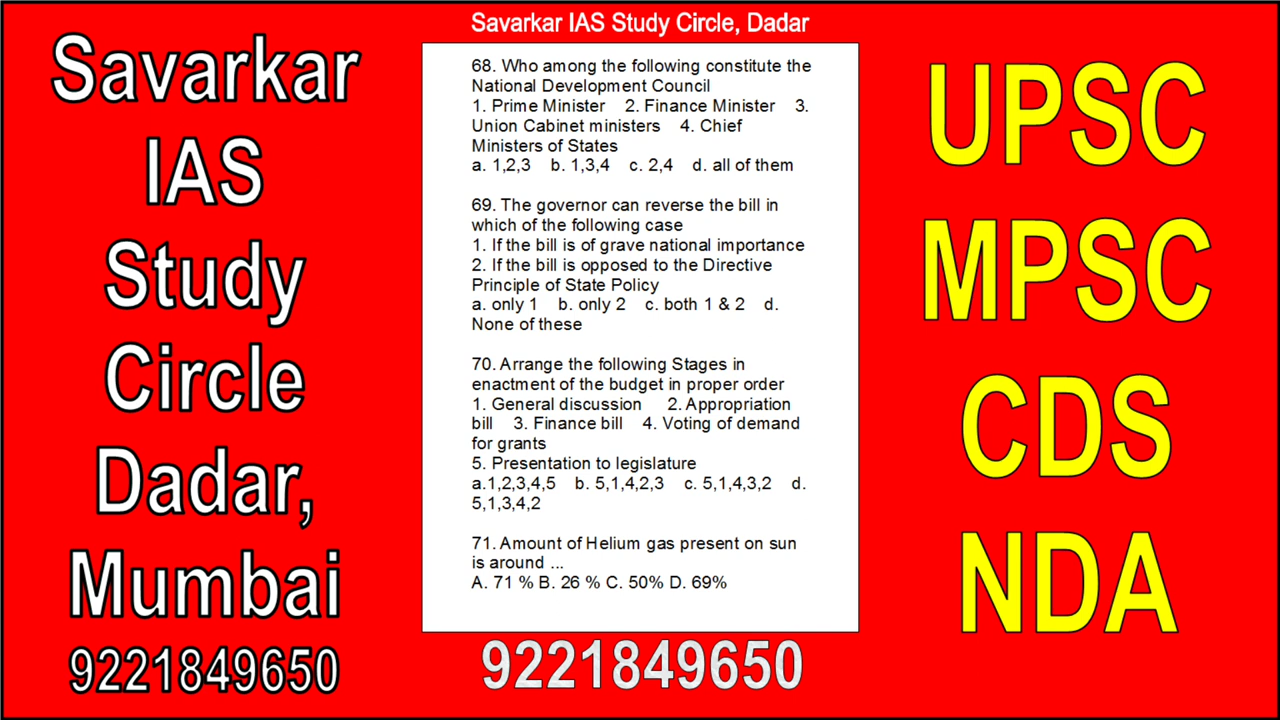 Savarkar IAS Study Circle, Dadar
Savarkar
IAS
Study
Circle
Dadar,
Mumbai
9221849650
68. Who among the following constitute the
National Development Council
1. Prime Minister 2. Finance Minister 3.
Union Cabinet ministers 4. Chief
Ministers of States
a. 1,2,3 b. 1,3,4 c. 2,4 d. all of them
69. The governor can reverse the bill in
which of the following case
1. If the bill is of grave national importance
2. If the bill is opposed to the Directive
Principle of State Policy
a. only 1 b. only 2 c. both 1 & 2 d.
None of these
70. Arrange the following Stages in
enactment of the budget in proper order
1. General discussion 2. Appropriation
bill 3. Finance bill 4. Voting of demand
for grants
5. Presentation to legislature
a.1,2,3,4,5 b. 5,1,4,2,3 c. 5,1,4,3,2 d.
5,1,3,4,2
71. Amount of Helium gas present on sun
is around ...
A. 71 % B. 26 % C. 50% D. 69%
9221849650
UPSC
MPSC
CDS
NDA